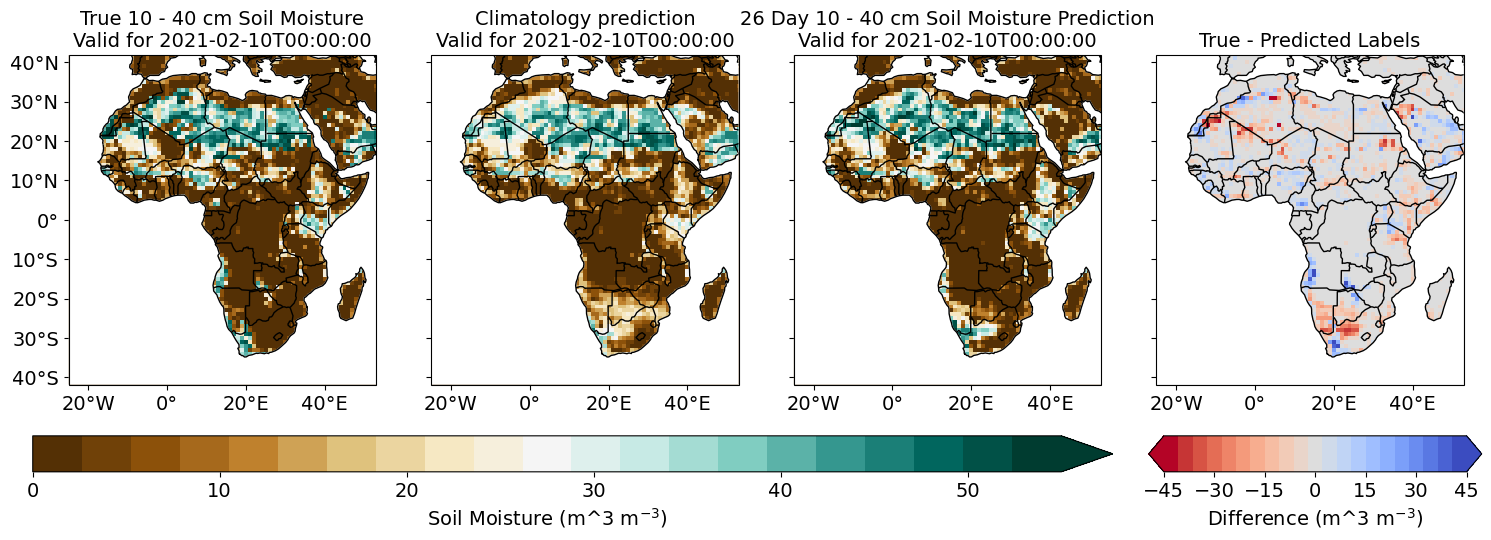 True 10 - 40 cm Soil Moisture
Valid for 2021-02-10T00:00:00
Climatology prediction
Valid for 2021-02-10T00:00:00
26 Day 10 - 40 cm Soil Moisture Prediction
Valid for 2021-02-10T00:00:00
True - Predicted Labels
40°N
30°N
20°N
10°N
0°
10°S
20°S
30°S
40°S
20°W 0° 20°E 40°E
20°W 0° 20°E 40°E
20°W 0° 20°E 40°E
20°W 0° 20°E 40°E
0 10 20 30 40 50
Soil Moisture (m^3 m⁻³)
−45 −30 −15 0 15 30 45
Difference (m^3 m⁻³)